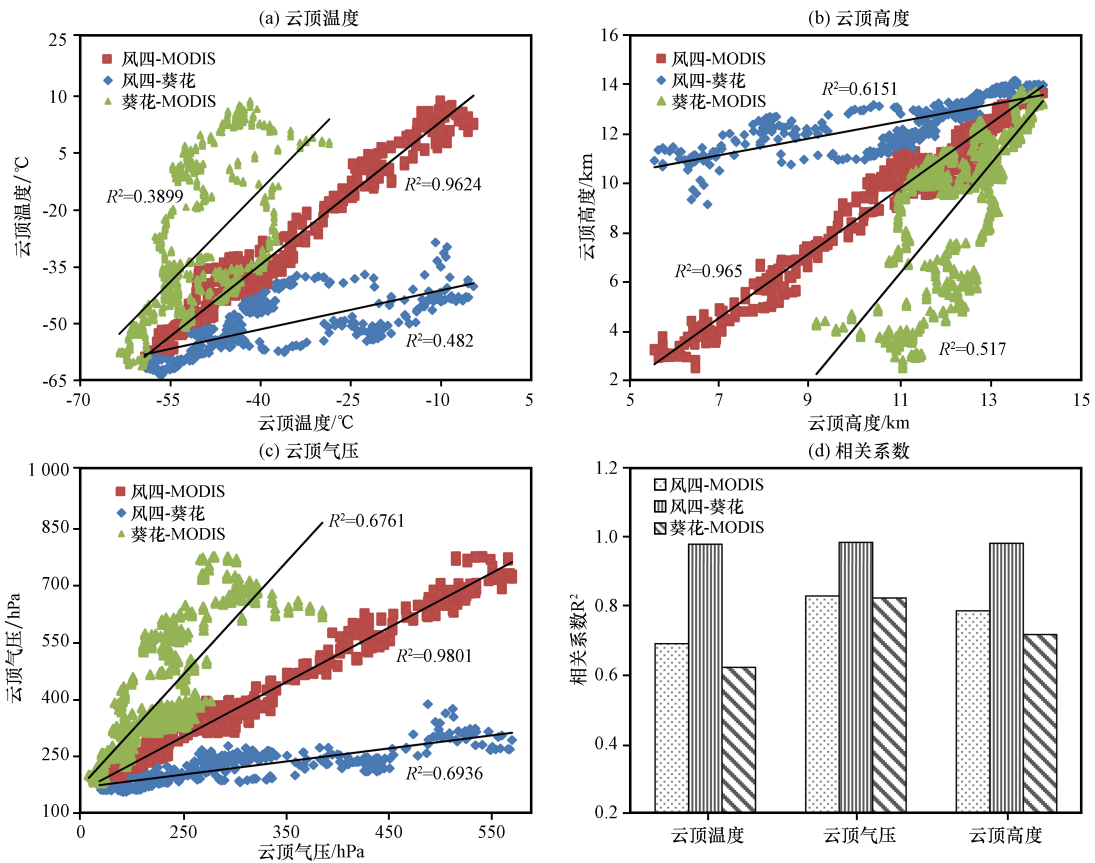 (a) 云顶温度
25
10
5
-20
-35
-50
-65
-70
-55
-40
-25
-10
5
云顶温度/℃
云顶温度/℃
风四-MODIS
风四-葵花
葵花-MODIS
R²=0.3899
R²=0.9624
R²=0.482
(b) 云顶高度
16
14
12
10
8
6
4
2
5
7
9
11
13
15
云顶高度/km
云顶高度/km
风四-MODIS
风四-葵花
葵花-MODIS
R²=0.6151
R²=0.965
R²=0.517
(c) 云顶气压
1 000
850
700
550
400
250
100
0
250
350
450
550
云顶气压/hPa
云顶气压/hPa
风四-MODIS
风四-葵花
葵花-MODIS
R²=0.6761
R²=0.9801
R²=0.6936
(d) 相关系数
1.2
1.0
0.8
0.6
0.4
0.2
相关系数R²
风四-MODIS
风四-葵花
葵花-MODIS
云顶温度
云顶气压
云顶高度